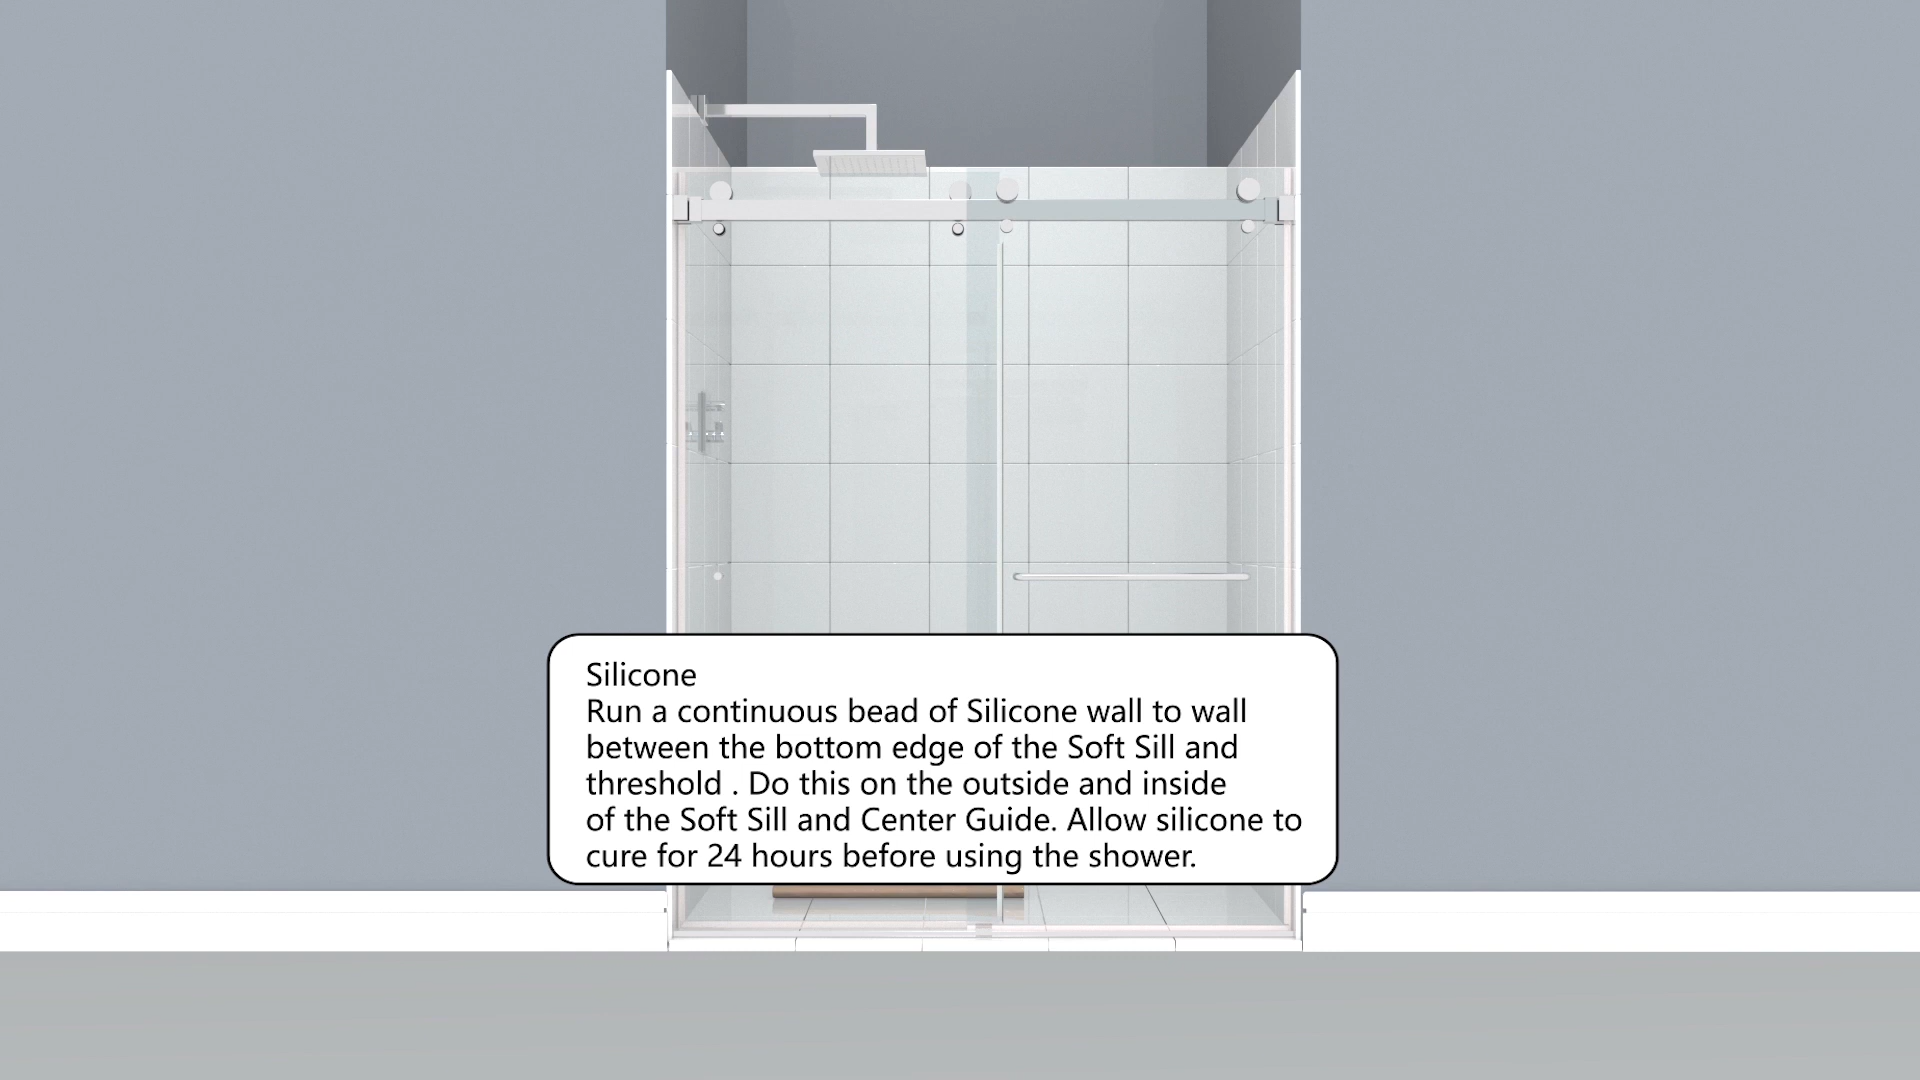 Silicone
Run a continuous bead of Silicone wall to wall
between the bottom edge of the Soft Sill and
threshold . Do this on the outside and inside
of the Soft Sill and Center Guide. Allow silicone to
cure for 24 hours before using the shower.